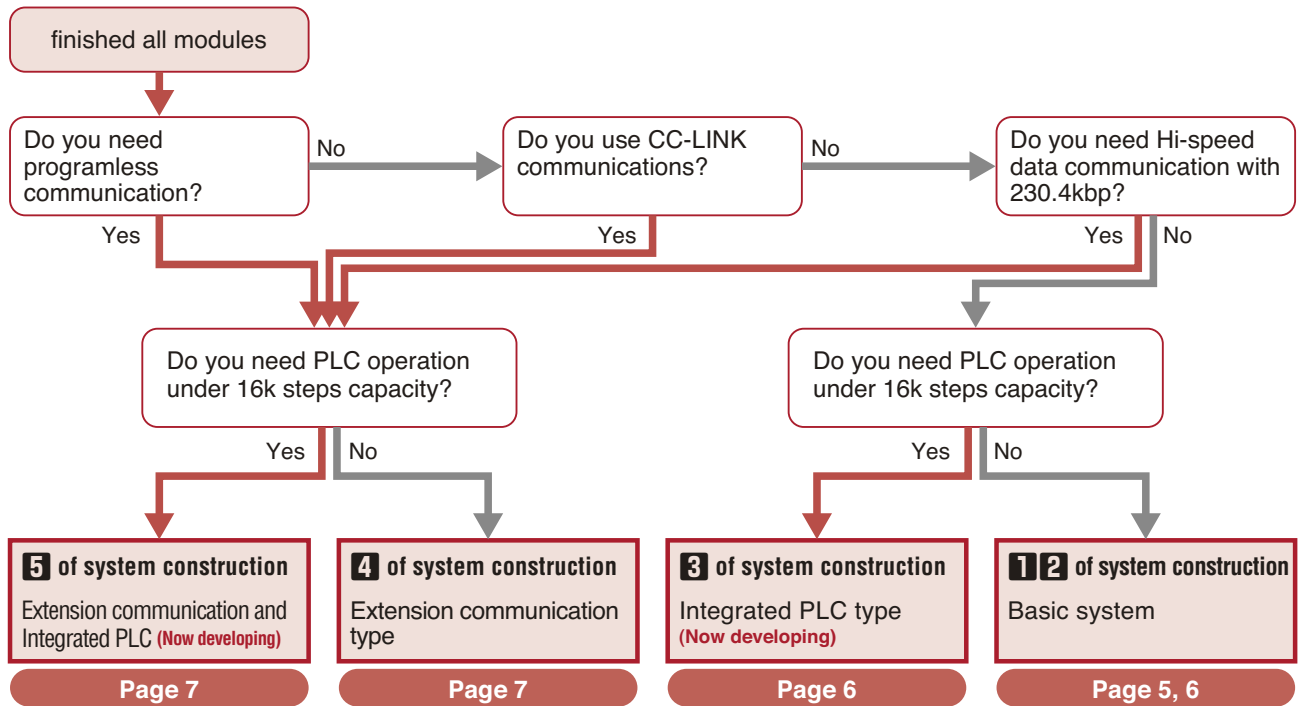 finished all modules
Do you need
programless
communication?
No
Do you use CC-LINK
communications?
No
Do you need Hi-speed
data communication with
230.4kbp?
Yes
Yes
Yes
No
Do you need PLC operation
under 16k steps capacity?
Do you need PLC operation
under 16k steps capacity?
Yes
No
Yes
No
5 of system construction
Extension communication and
Integrated PLC (Now developing)
Page 7
4 of system construction
Extension communication
type
Page 7
3 of system construction
Integrated PLC type
(Now developing)
Page 6
1 2 of system construction
Basic system
Page 5, 6